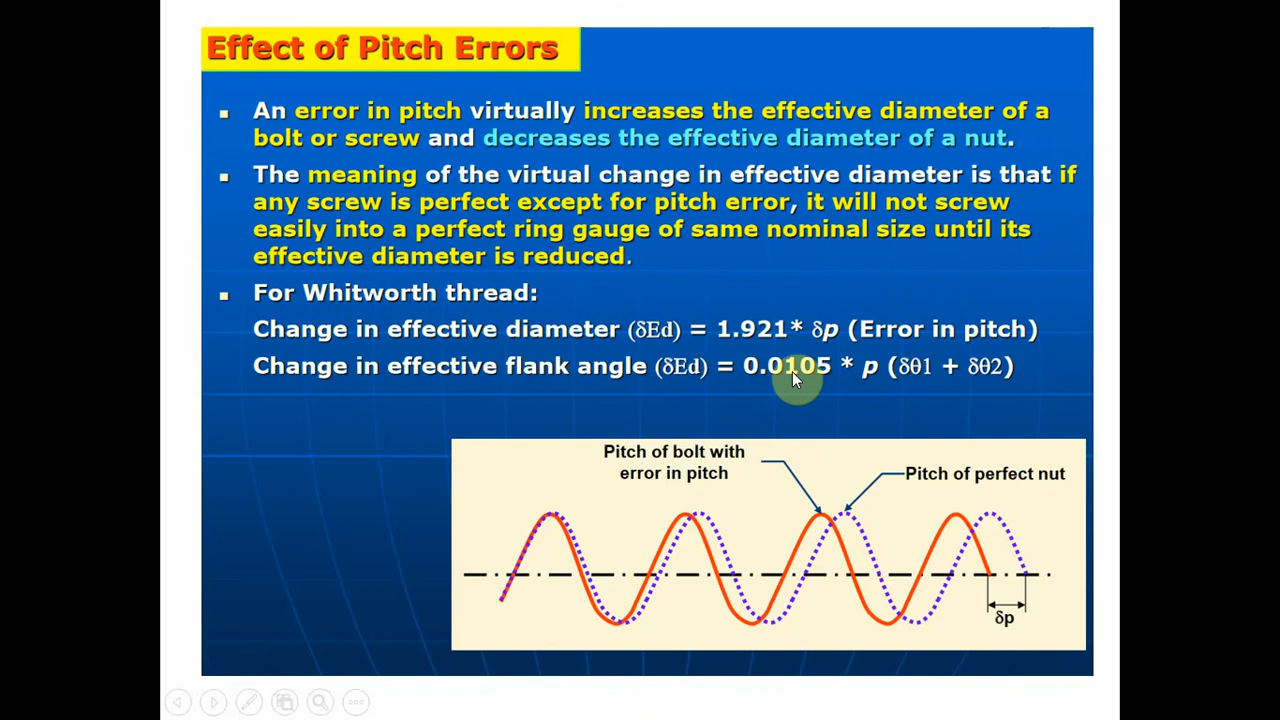 Effect of Pitch Errors
▪ An error in pitch virtually increases the effective diameter of a
bolt or screw and decreases the effective diameter of a nut.
▪ The meaning of the virtual change in effective diameter is that if
any screw is perfect except for pitch error, it will not screw
easily into a perfect ring gauge of same nominal size until its
effective diameter is reduced.
▪ For Whitworth thread:
Change in effective diameter (δEd) = 1.921* δp (Error in pitch)
Change in effective flank angle (δEd) = 0.0105 * p (δθ1 + δθ2)
Pitch of bolt with
error in pitch
Pitch of perfect nut
δp